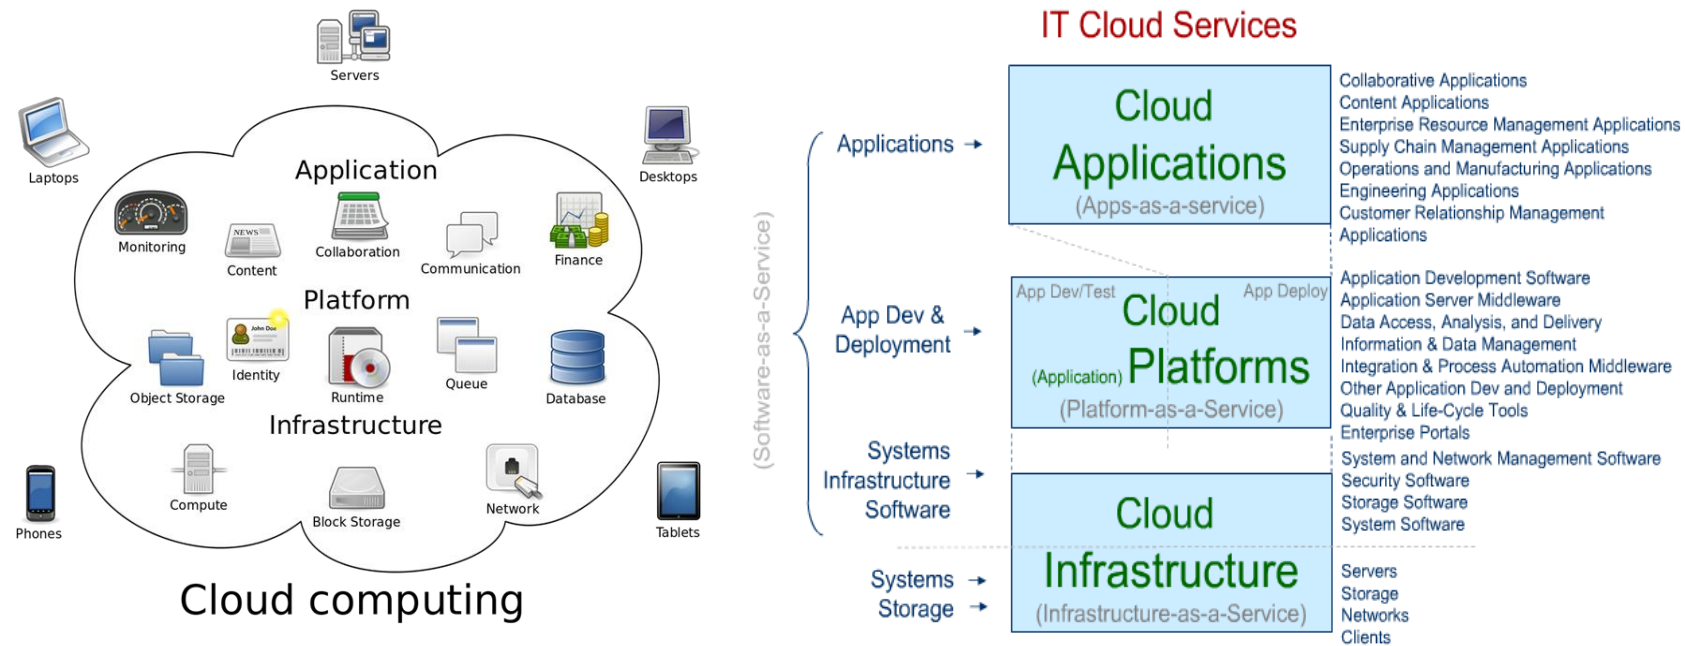 Servers
Laptops
Desktops
Application
Monitoring
NEWS
Content
Collaboration
Communication
Finance
Platform
Object Storage
John Doe
Identity
Runtime
Queue
Database
Infrastructure
Compute
Block Storage
Network
Phones
Tablets
Cloud computing
IT Cloud Services
(Software-as-a-Service)
Applications
Cloud
Applications
(Apps-as-a-service)
Collaborative Applications
Content Applications
Enterprise Resource Management Applications
Supply Chain Management Applications
Operations and Manufacturing Applications
Engineering Applications
Customer Relationship Management
Applications
App Dev &
Deployment
App Dev/Test
App Deploy
Cloud
(Application) Platforms
(Platform-as-a-Service)
Application Development Software
Application Server Middleware
Data Access, Analysis, and Delivery
Information & Data Management
Integration & Process Automation Middleware
Other Application Dev and Deployment
Quality & Life-Cycle Tools
Enterprise Portals
Systems
Infrastructure
Software
Systems
Storage
Cloud
Infrastructure
(Infrastructure-as-a-Service)
System and Network Management Software
Security Software
Storage Software
System Software
Servers
Storage
Networks
Clients